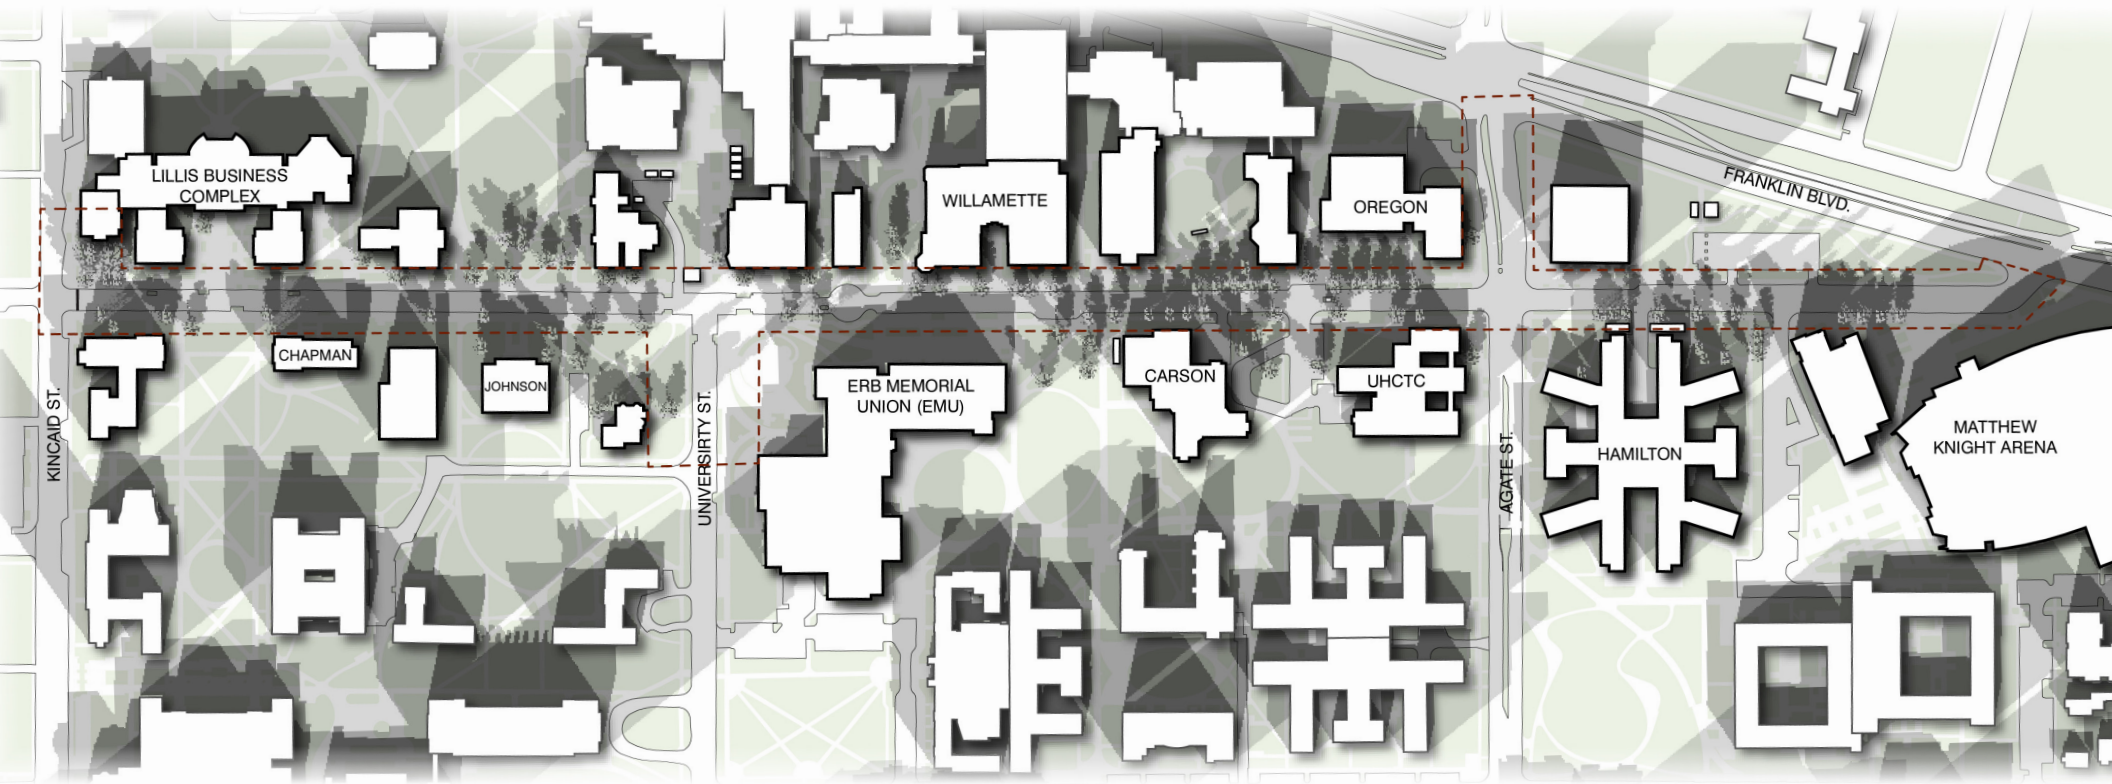 LILLIS BUSINESS
COMPLEX
WILLAMETTE
OREGON
FRANKLIN BLVD.
CHAPMAN
JOHNSON
ERB MEMORIAL
UNION (EMU)
CARSON
UHCTC
KINCAID ST.
UNIVERSIRTY ST.
AGATE ST.
HAMILTON
MATTHEW
KNIGHT ARENA